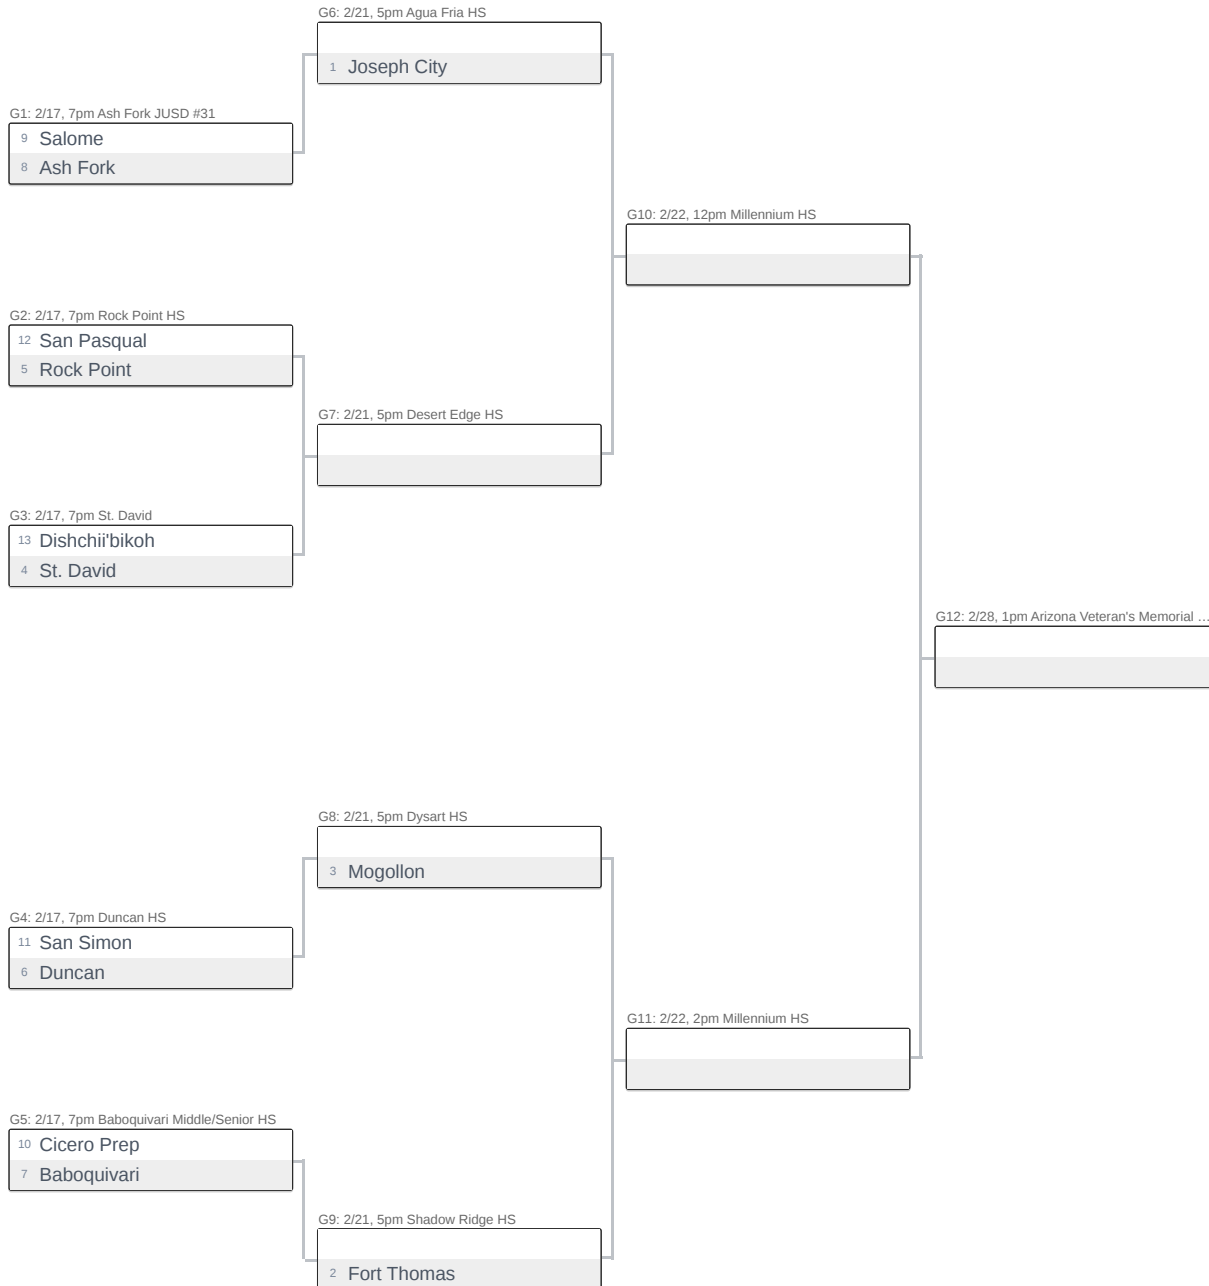 G6: 2/21, 5pm Agua Fria HS
1 Joseph City
G1: 2/17, 7pm Ash Fork JUSD #31
9 Salome
8 Ash Fork
G10: 2/22, 12pm Millennium HS
G2: 2/17, 7pm Rock Point HS
12 San Pasqual
5 Rock Point
G7: 2/21, 5pm Desert Edge HS
G3: 2/17, 7pm St. David
13 Dishchii'bikoh
4 St. David
G12: 2/28, 1pm Arizona Veteran's Memorial ...
G8: 2/21, 5pm Dysart HS
3 Mogollon
G4: 2/17, 7pm Duncan HS
11 San Simon
6 Duncan
G11: 2/22, 2pm Millennium HS
G5: 2/17, 7pm Baboquivari Middle/Senior HS
10 Cicero Prep
7 Baboquivari
G9: 2/21, 5pm Shadow Ridge HS
2 Fort Thomas